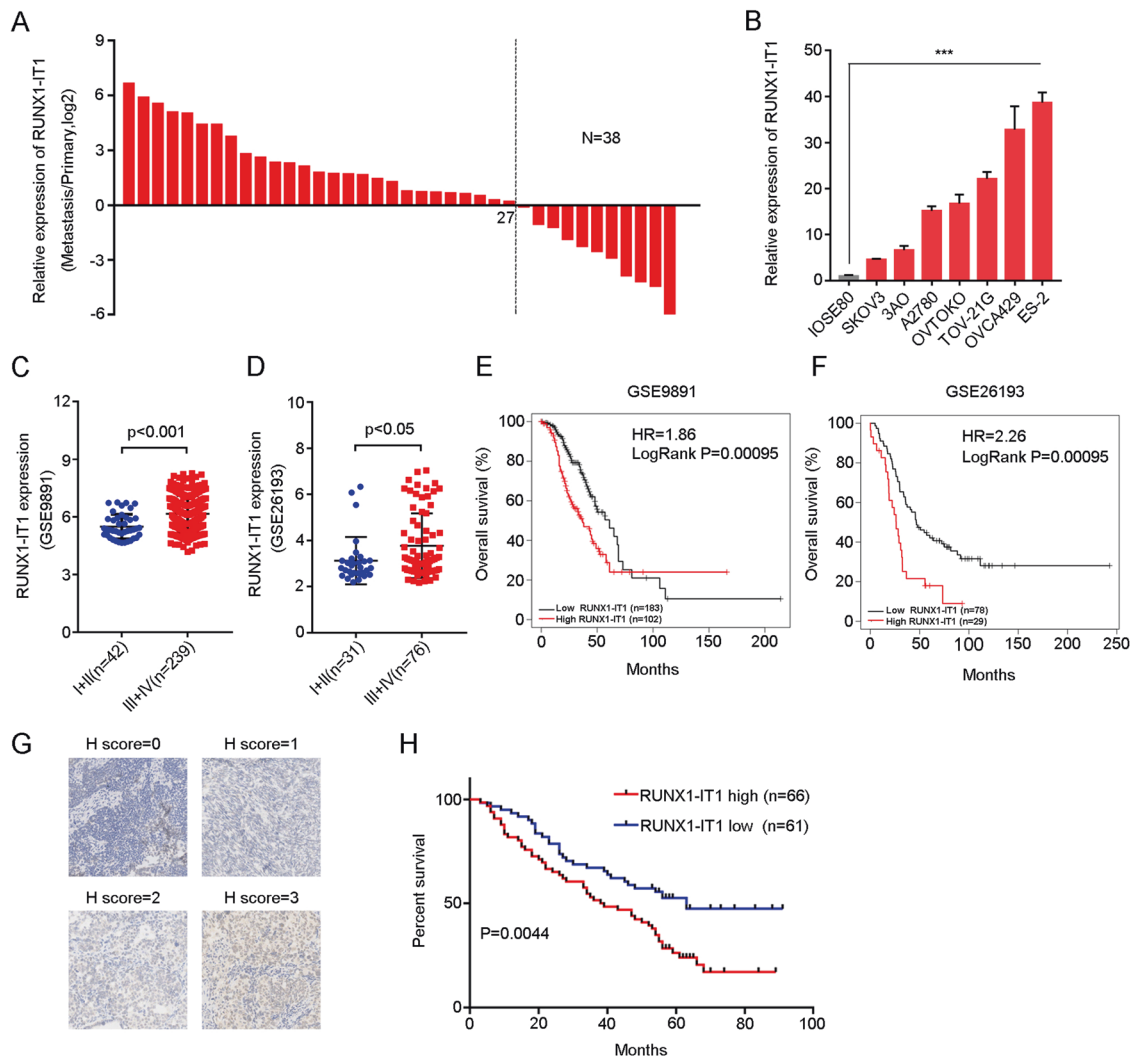 A
Relative expression of RUNX1-IT1
(Metastasis/Primary,log2)
9
6
3
0
-3
-6
27
N=38
B
Relative expression of RUNX1-IT1
50
40
30
20
10
0
***
IOSE80
SKOV3
3AO
A2780
OVTOKO
TOV-21G
OVCA429
ES-2
C
RUNX1-IT1 expression
(GSE9891)
12
9
6
3
0
p<0.001
I+II(n=42)
III+IV(n=239)
D
RUNX1-IT1 expression
(GSE26193)
10
8
6
4
2
0
p<0.05
I+II(n=31)
III+IV(n=76)
E
GSE9891
Overall survival (%)
100
80
60
40
20
0
HR=1.86
LogRank P=0.00095
Low RUNX1-IT1 (n=183)
High RUNX1-IT1 (n=102)
0 50 100 150 200
Months
F
GSE26193
Overall survival (%)
100
80
60
40
20
0
HR=2.26
LogRank P=0.00095
Low RUNX1-IT1 (n=78)
High RUNX1-IT1 (n=29)
0 50 100 150 200 250
Months
G
H score=0
H score=1
H score=2
H score=3
H
Percent survival
100
50
0
RUNX1-IT1 high (n=66)
RUNX1-IT1 low (n=61)
P=0.0044
0 20 40 60 80 100
Months